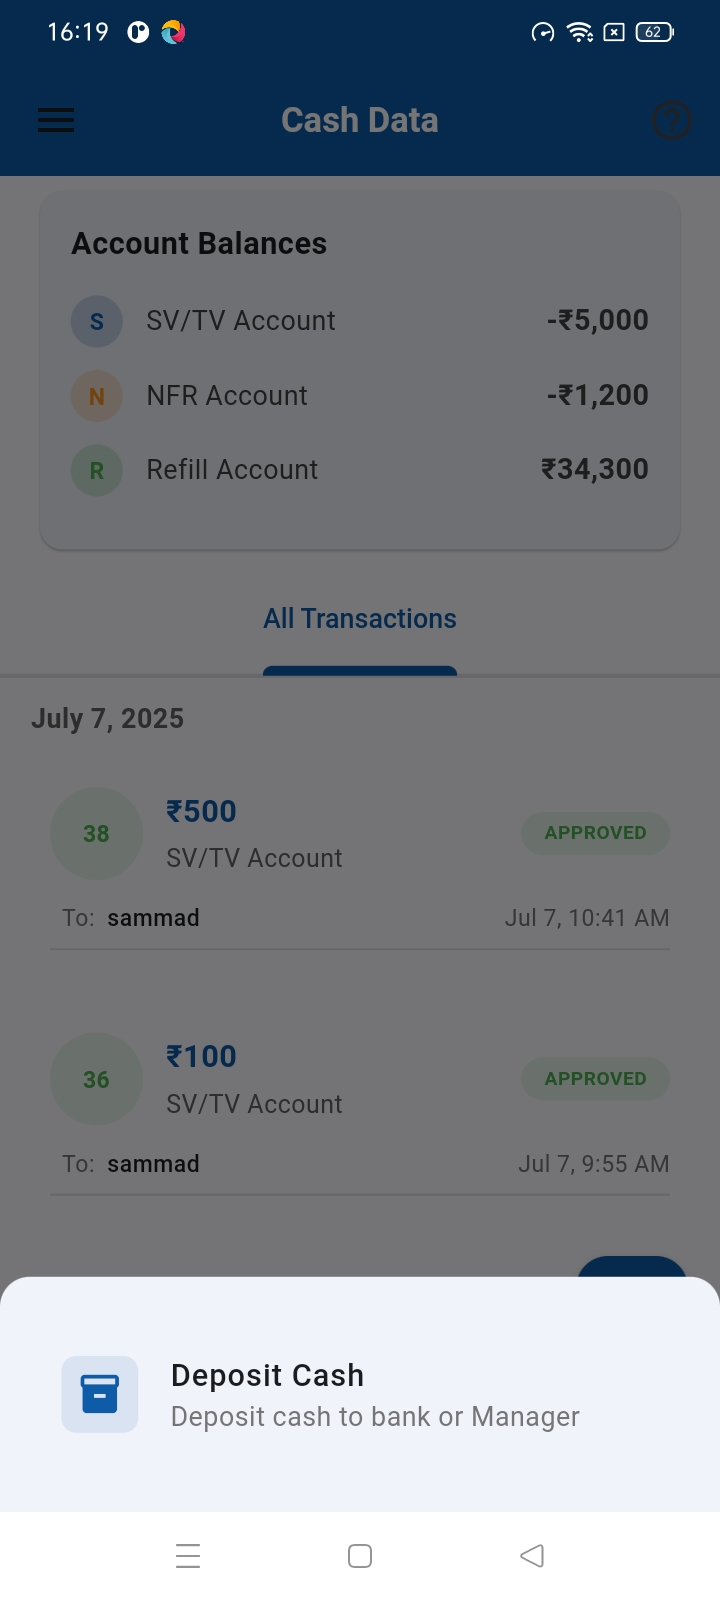 16:19
62
Cash Data
Account Balances
S SV/TV Account -₹5,000
N NFR Account -₹1,200
R Refill Account ₹34,300
All Transactions
July 7, 2025
38 ₹500 APPROVED
SV/TV Account
To: sammad Jul 7, 10:41 AM
36 ₹100 APPROVED
SV/TV Account
To: sammad Jul 7, 9:55 AM
Deposit Cash
Deposit cash to bank or Manager